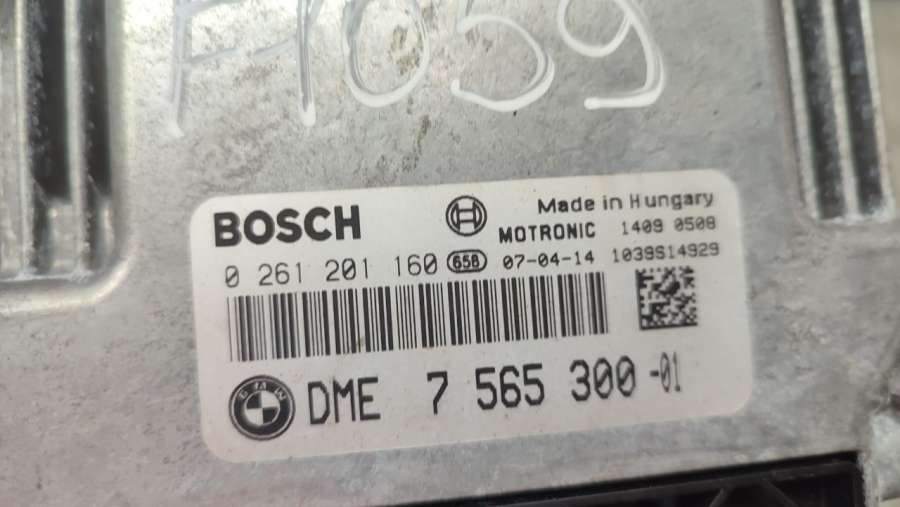 F1059
BOSCH
Made in Hungary
MOTRONIC 1409 0508
0 261 201 160 658 07-04-14 1039S14929
BMW DME 7 565 300-01